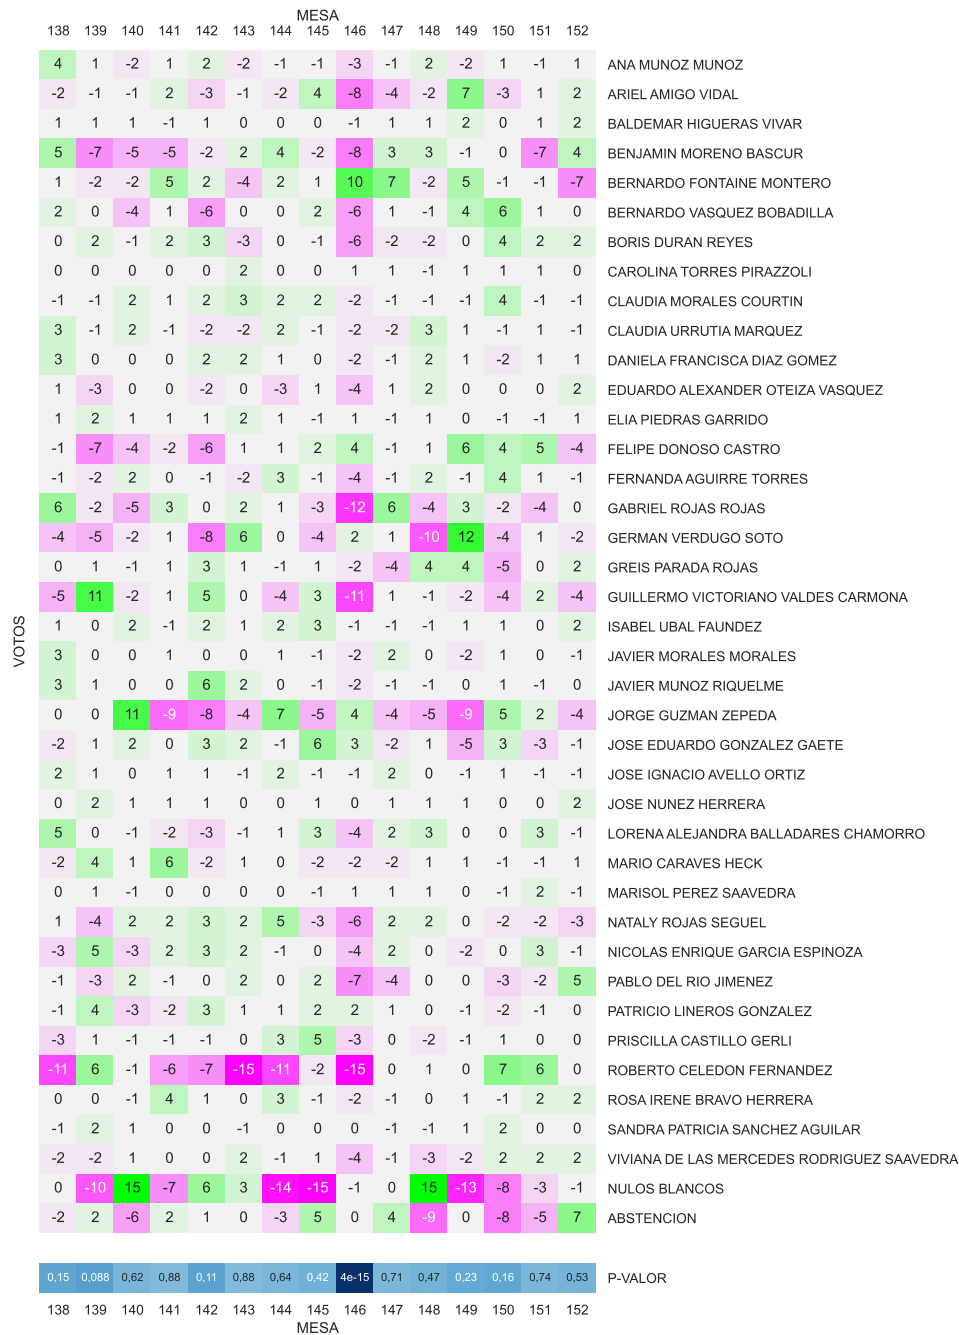 MESA
138 139 140 141 142 143 144 145 146 147 148 149 150 151 152
4 1 -2 1 2 -2 -1 -1 -3 -1 2 -2 1 -1 1 ANA MUNOZ MUNOZ
-2 -1 -1 2 -3 -1 -2 4 -8 -4 -2 7 -3 1 2 ARIEL AMIGO VIDAL
1 1 1 -1 1 0 0 0 -1 1 1 2 0 1 2 BALDEMAR HIGUERAS VIVAR
5 -7 -5 -5 -2 2 4 -2 -8 3 3 -1 0 -7 4 BENJAMIN MORENO BASCUR
1 -2 -2 5 2 -4 2 1 10 7 -2 5 -1 -1 -7 BERNARDO FONTAINE MONTERO
2 0 -4 1 -6 0 0 2 -6 1 -1 4 6 1 0 BERNARDO VASQUEZ BOBADILLA
0 2 -1 2 3 -3 0 -1 -6 -2 -2 0 4 2 2 BORIS DURAN REYES
0 0 0 0 0 2 0 0 1 1 -1 1 1 1 0 CAROLINA TORRES PIRAZZOLI
-1 -1 2 1 2 3 2 2 -2 -1 -1 -1 4 -1 -1 CLAUDIA MORALES COURTIN
3 -1 2 -1 -2 -2 2 -1 -2 -2 3 1 -1 1 -1 CLAUDIA URRUTIA MARQUEZ
3 0 0 0 2 2 1 0 -2 -1 2 1 -2 1 1 DANIELA FRANCISCA DIAZ GOMEZ
1 -3 0 0 -2 0 -3 1 -4 1 2 0 0 0 2 EDUARDO ALEXANDER OTEIZA VASQUEZ
1 2 1 1 1 2 1 -1 1 -1 1 0 -1 -1 1 ELIA PIEDRAS GARRIDO
-1 -7 -4 -2 -6 1 1 2 4 -1 1 6 4 5 -4 FELIPE DONOSO CASTRO
-1 -2 2 0 -1 -2 3 -1 -4 -1 2 -1 4 1 -1 FERNANDA AGUIRRE TORRES
6 -2 -5 3 0 2 1 -3 -12 6 -4 3 -2 -4 0 GABRIEL ROJAS ROJAS
-4 -5 -2 1 -8 6 0 -4 2 1 -10 12 -4 1 -2 GERMAN VERDUGO SOTO
0 1 -1 1 3 1 -1 1 -2 -4 4 4 -5 0 2 GREIS PARADA ROJAS
-5 11 -2 1 5 0 -4 3 -11 1 -1 -2 -4 2 -4 GUILLERMO VICTORIANO VALDES CARMONA
1 0 2 -1 2 1 2 3 -1 -1 -1 1 1 0 2 ISABEL UBAL FAUNDEZ
VOTOS
3 0 0 1 0 0 1 -1 -2 2 0 -2 1 0 -1 JAVIER MORALES MORALES
3 1 0 0 6 2 0 -1 -2 -1 -1 0 1 -1 0 JAVIER MUNOZ RIQUELME
0 0 11 -9 -8 -4 7 -5 4 -4 -5 -9 5 2 -4 JORGE GUZMAN ZEPEDA
-2 1 2 0 3 2 -1 6 3 -2 1 -5 3 -3 -1 JOSE EDUARDO GONZALEZ GAETE
2 1 0 1 1 -1 2 -1 -1 2 0 -1 1 -1 -1 JOSE IGNACIO AVELLO ORTIZ
0 2 1 1 1 0 0 1 0 1 1 1 0 0 2 JOSE NUNEZ HERRERA
5 0 -1 -2 -3 -1 1 3 -4 2 3 0 0 3 -1 LORENA ALEJANDRA BALLADARES CHAMORRO
-2 4 1 6 -2 1 0 -2 -2 -2 1 1 -1 -1 1 MARIO CARAVES HECK
0 1 -1 0 0 0 0 -1 1 1 1 0 -1 2 -1 MARISOL PEREZ SAAVEDRA
1 -4 2 2 3 2 5 -3 -6 2 2 0 -2 -2 -3 NATALY ROJAS SEGUEL
-3 5 -3 2 3 2 -1 0 -4 2 0 -2 0 3 -1 NICOLAS ENRIQUE GARCIA ESPINOZA
-1 -3 2 -1 0 2 0 2 -7 -4 0 0 -3 -2 5 PABLO DEL RIO JIMENEZ
-1 4 -3 -2 3 1 1 2 2 1 0 -1 -2 -1 0 PATRICIO LINEROS GONZALEZ
-3 1 -1 -1 -1 0 3 5 -3 0 -2 -1 1 0 0 PRISCILLA CASTILLO GERLI
-11 6 -1 -6 -7 -15 -11 -2 -15 0 1 0 7 6 0 ROBERTO CELEDON FERNANDEZ
0 0 -1 4 1 0 3 -1 -2 -1 0 1 -1 2 2 ROSA IRENE BRAVO HERRERA
-1 2 1 0 0 -1 0 0 0 -1 -1 1 2 0 0 SANDRA PATRICIA SANCHEZ AGUILAR
-2 -2 1 0 0 2 -1 1 -4 -1 -3 -2 2 2 2 VIVIANA DE LAS MERCEDES RODRIGUEZ SAAVEDRA
0 -10 15 -7 6 3 -14 -15 -1 0 15 -13 -8 -3 -1 NULOS BLANCOS
-2 2 -6 2 1 0 -3 5 0 4 -9 0 -8 -5 7 ABSTENCION
0,15 0,088 0,62 0,88 0,11 0,88 0,64 0,42 4e-15 0,71 0,47 0,23 0,16 0,74 0,53 P-VALOR
138 139 140 141 142 143 144 145 146 147 148 149 150 151 152
MESA